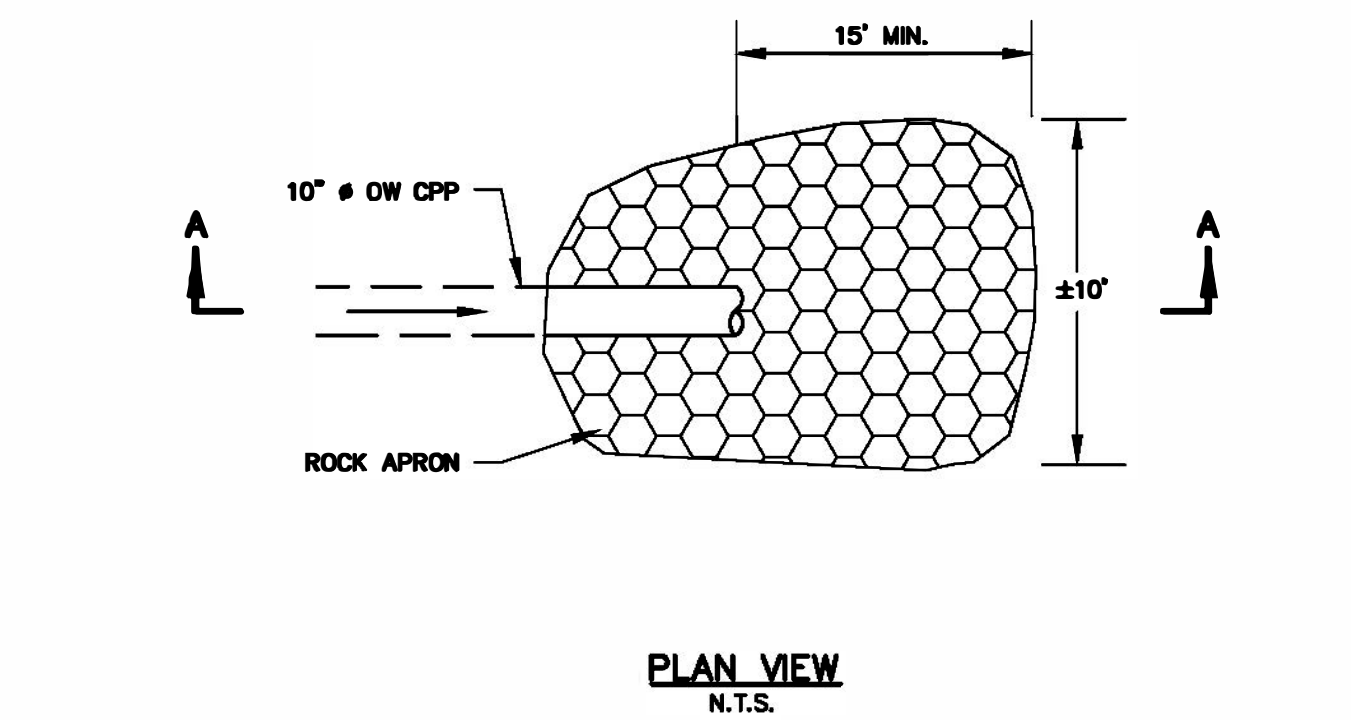 15' MIN.
10" ø OW CPP
A
A
±10'
ROCK APRON
PLAN VIEW
N.T.S.